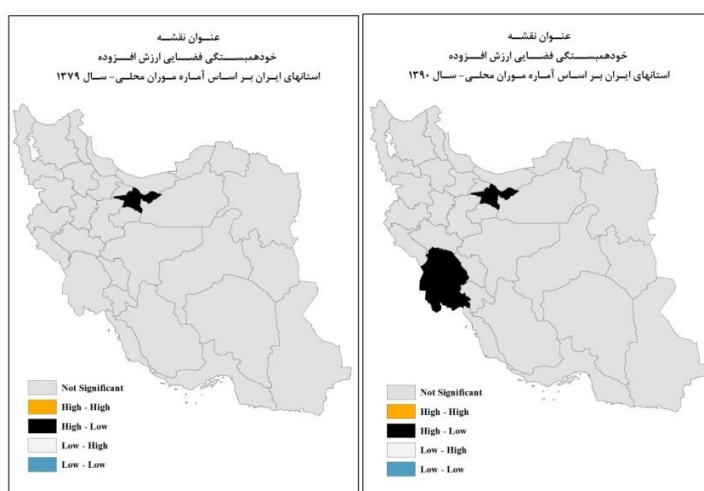 عنوان نقشه
خودهمبستگی فضایی ارزش افزوده
استانهای ایران بر اساس آماره موران محلی- سال ۱۳۷۹
Not Significant
High - High
High - Low
Low - High
Low - Low
عنوان نقشه
خودهمبستگی فضایی ارزش افزوده
استانهای ایران بر اساس آماره موران محلی- سال ۱۳۹۰
Not Significant
High - High
High - Low
Low - High
Low - Low